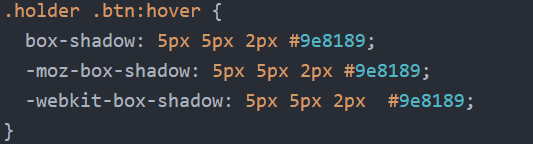 .holder .btn:hover {
  box-shadow: 5px 5px 2px #9e8189;
  -moz-box-shadow: 5px 5px 2px #9e8189;
  -webkit-box-shadow: 5px 5px 2px  #9e8189;
}